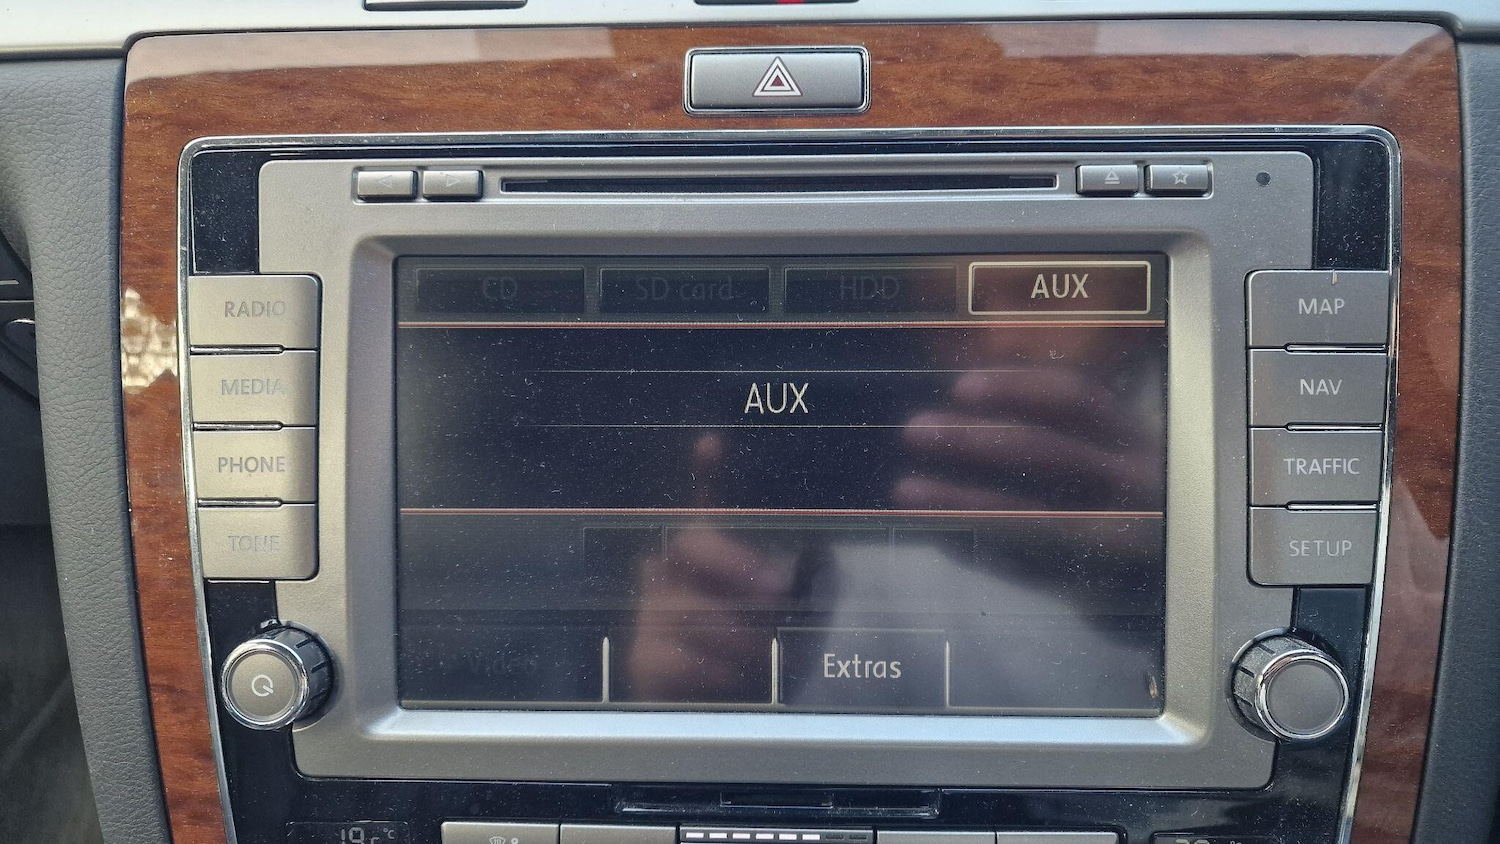 CD SD card HDD AUX
RADIO
MAP
AUX
MEDIA
NAV
PHONE
TRAFFIC
TONE
SETUP
Video
Extras